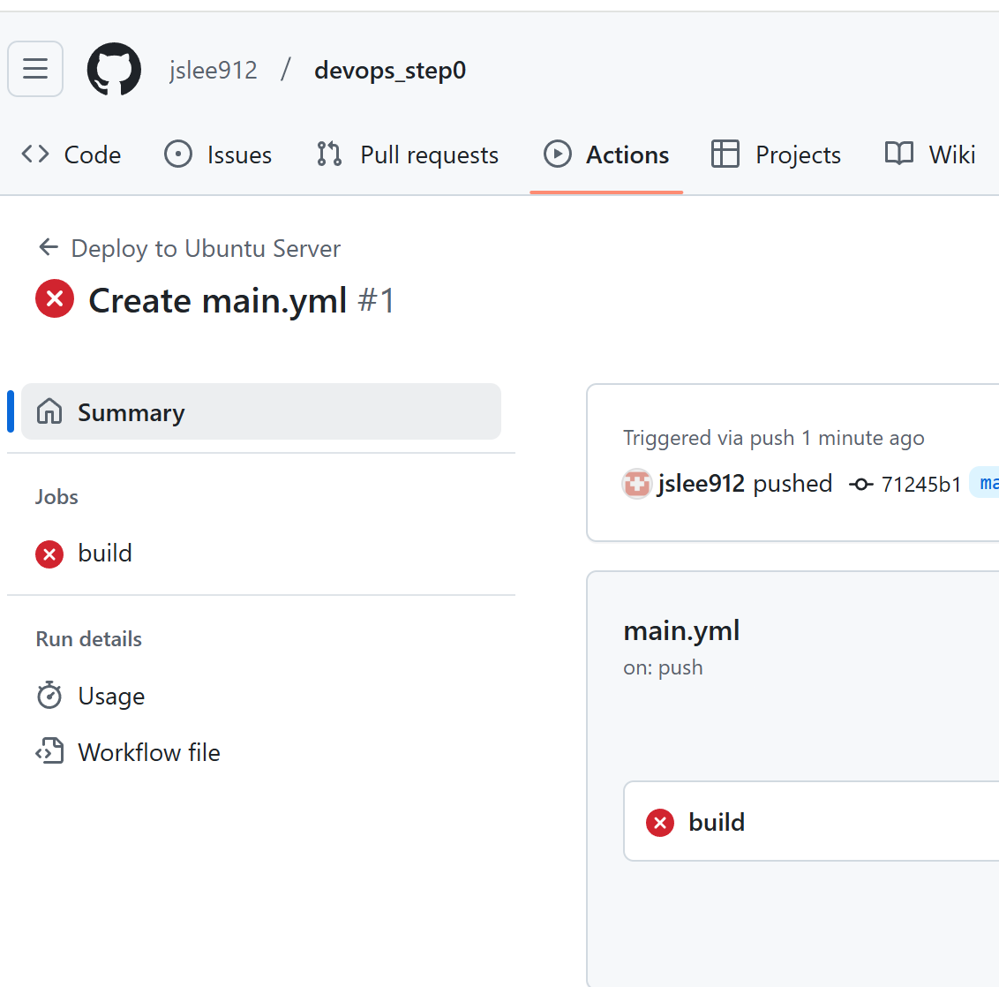 jslee912 / devops_step0
Code Issues Pull requests Actions Projects Wiki
Deploy to Ubuntu Server
Create main.yml #1
Summary
Jobs
build
Run details
Usage
Workflow file
Triggered via push 1 minute ago
jslee912 pushed 71245b1
main.yml
on: push
build